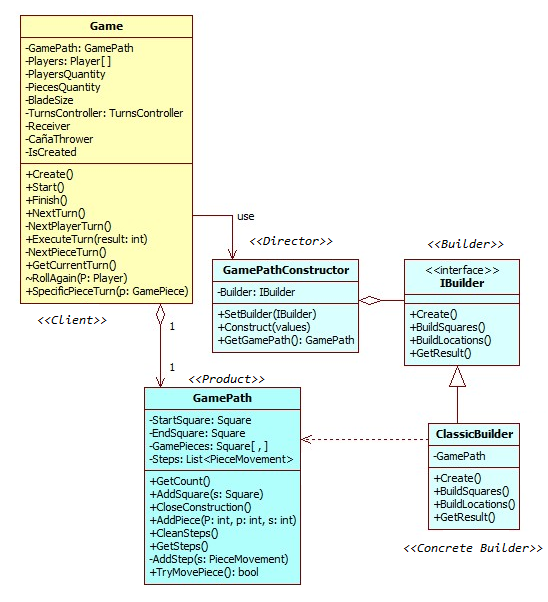 Game
-GamePath: GamePath
-Players: Player[ ]
-PlayersQuantity
-PiecesQuantity
-BladeSize
-TurnsController: TurnsController
-Receiver
-CañaThrower
-IsCreated
+Create()
+Start()
+Finish()
+NextTurn()
-NextPlayerTurn()
+ExecuteTurn(result: int)
-NextPieceTurn()
+GetCurrentTurn()
~RollAgain(P: Player)
+SpecificPieceTurn(p: GamePiece)
<<Client>>
use
1
1
<<Director>>
GamePathConstructor
-Builder: IBuilder
+SetBuilder(IBuilder)
+Construct(values)
+GetGamePath(): GamePath
<<Builder>>
<<interface>>
IBuilder
+Create()
+BuildSquares()
+BuildLocations()
+GetResult()
<<Product>>
GamePath
-StartSquare: Square
-EndSquare: Square
-GamePieces: Square[ , ]
-Steps: List<PieceMovement>
+GetCount()
+AddSquare(s: Square)
+CloseConstruction()
+AddPiece(P: int, p: int, s: int)
+CleanSteps()
+GetSteps()
-AddStep(s: PieceMovement)
+TryMovePiece(): bool
ClassicBuilder
-GamePath
+Create()
+BuildSquares()
+BuildLocations()
+GetResult()
<<Concrete Builder>>